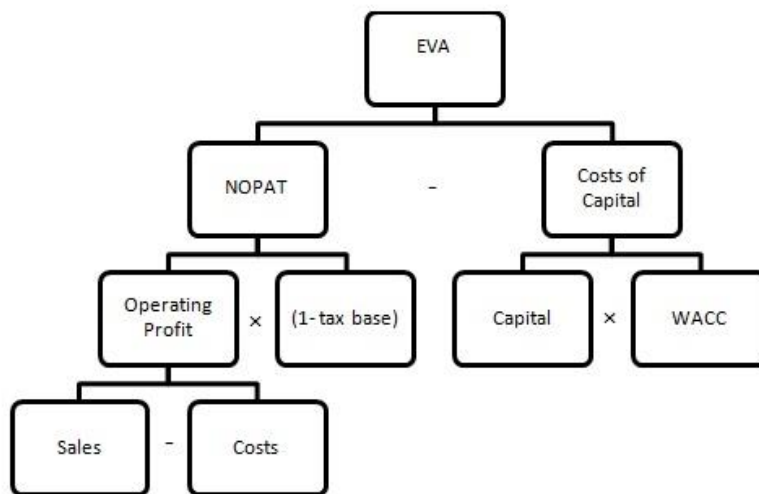 EVA
NOPAT
-
Costs of
Capital
Operating
Profit
×
(1- tax base)
Capital
×
WACC
Sales
-
Costs